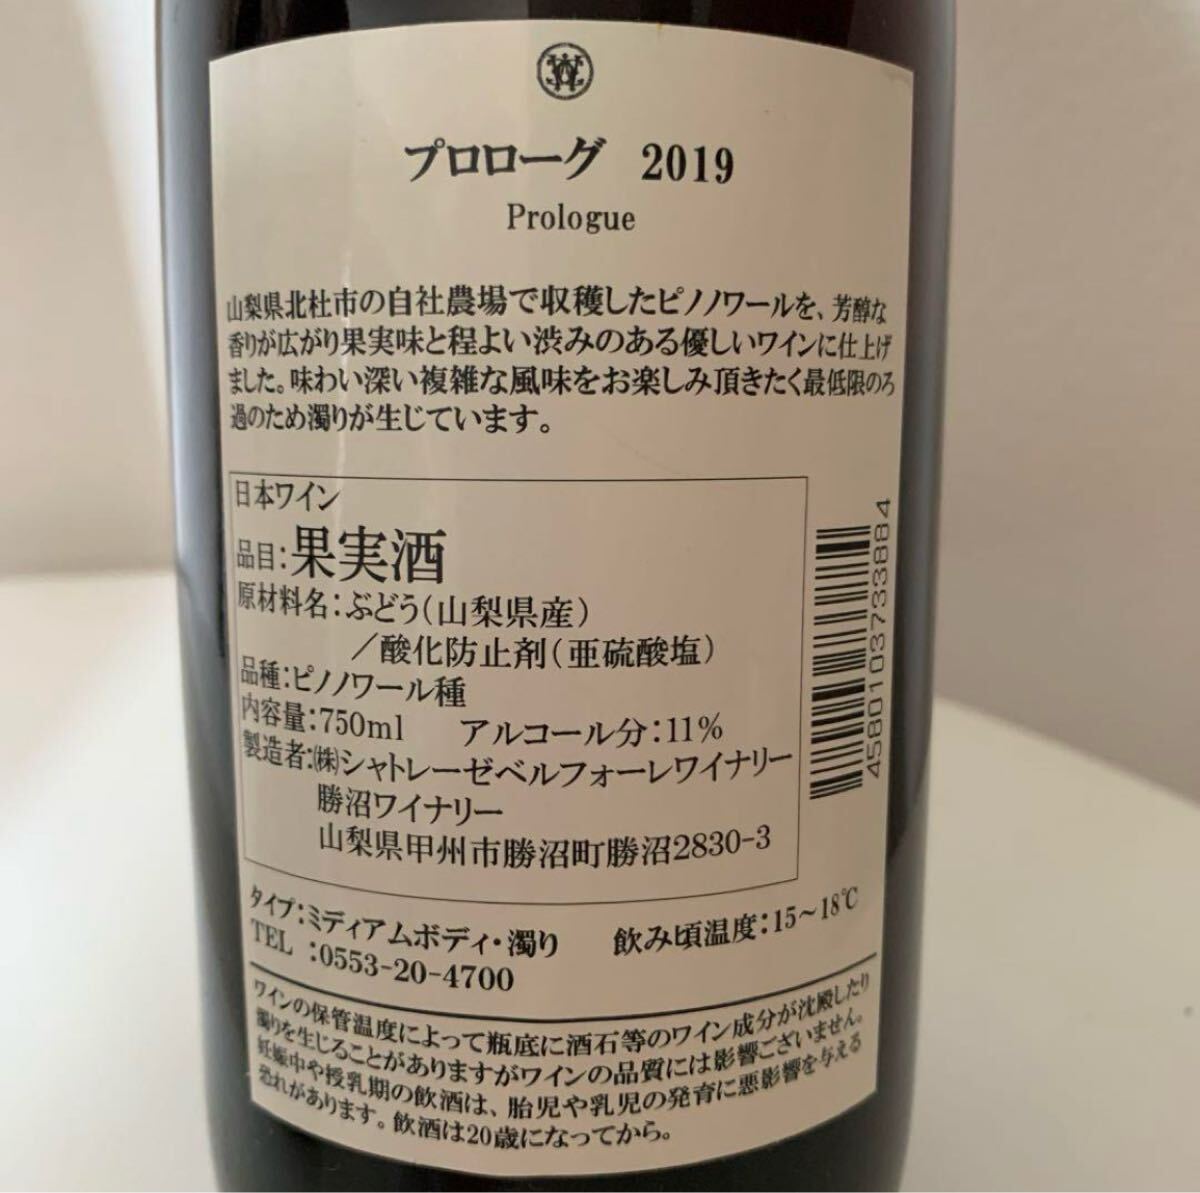 プロローグ 2019
Prologue
山梨県北杜市の自社農場で収穫したピノノワールを、芳醇な
香りが広がり果実味と程よい渋みのある優しいワインに仕上げ
ました。味わい深い複雑な風味をお楽しみ頂きたく最低限のろ
過のため濁りが生じています。
日本ワイン
品目：果実酒
原材料名：ぶどう（山梨県産）
／酸化防止剤（亜硫酸塩）
品種：ピノノワール種
内容量：750ml アルコール分：11%
製造者：㈱シャトレーゼベルフォーレワイナリー
勝沼ワイナリー
山梨県甲州市勝沼町勝沼2830-3
4580103733884
タイプ：ミディアムボディ・濁り 飲み頃温度：15〜18℃
TEL：0553-20-4700
ワインの保管温度によって瓶底に酒石等のワイン成分が沈殿したり
濁りを生じることがありますがワインの品質には影響ございません。
妊娠中や授乳期の飲酒は、胎児や乳児の発育に悪影響を与える
恐れがあります。飲酒は20歳になってから。